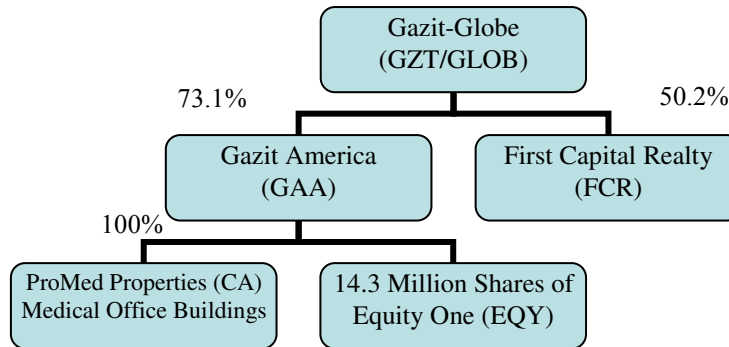 Gazit-Globe
(GZT/GLOB)
73.1%
50.2%
Gazit America
(GAA)
First Capital Realty
(FCR)
100%
ProMed Properties (CA)
Medical Office Buildings
14.3 Million Shares of
Equity One (EQY)